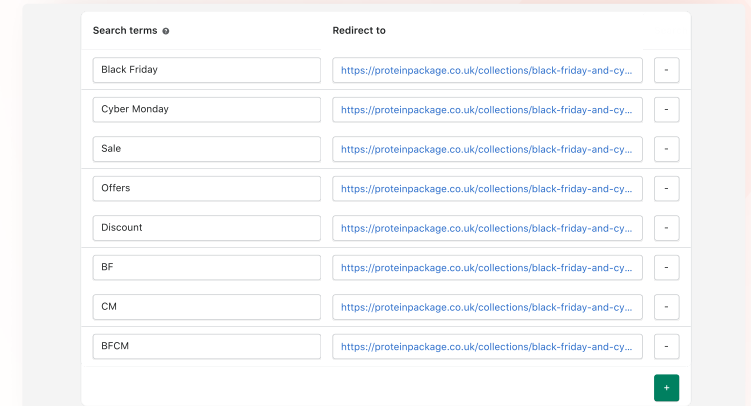 Search terms Redirect to
Black Friday https://proteinpackage.co.uk/collections/black-friday-and-cy... -
Cyber Monday https://proteinpackage.co.uk/collections/black-friday-and-cy... -
Sale https://proteinpackage.co.uk/collections/black-friday-and-cy... -
Offers https://proteinpackage.co.uk/collections/black-friday-and-cy... -
Discount https://proteinpackage.co.uk/collections/black-friday-and-cy... -
BF https://proteinpackage.co.uk/collections/black-friday-and-cy... -
CM https://proteinpackage.co.uk/collections/black-friday-and-cy... -
BFCM https://proteinpackage.co.uk/collections/black-friday-and-cy... -
+